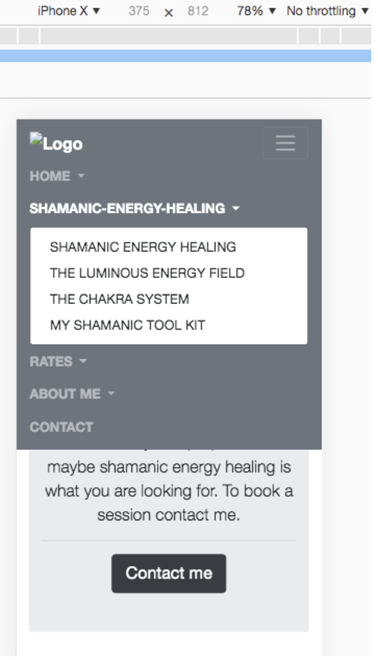 iPhone X ▼ 375 × 812 78% ▼ No throttling ▼
Logo
HOME
SHAMANIC-ENERGY-HEALING
SHAMANIC ENERGY HEALING
THE LUMINOUS ENERGY FIELD
THE CHAKRA SYSTEM
MY SHAMANIC TOOL KIT
RATES
ABOUT ME
CONTACT
maybe shamanic energy healing is
what you are looking for. To book a
session contact me.
Contact me